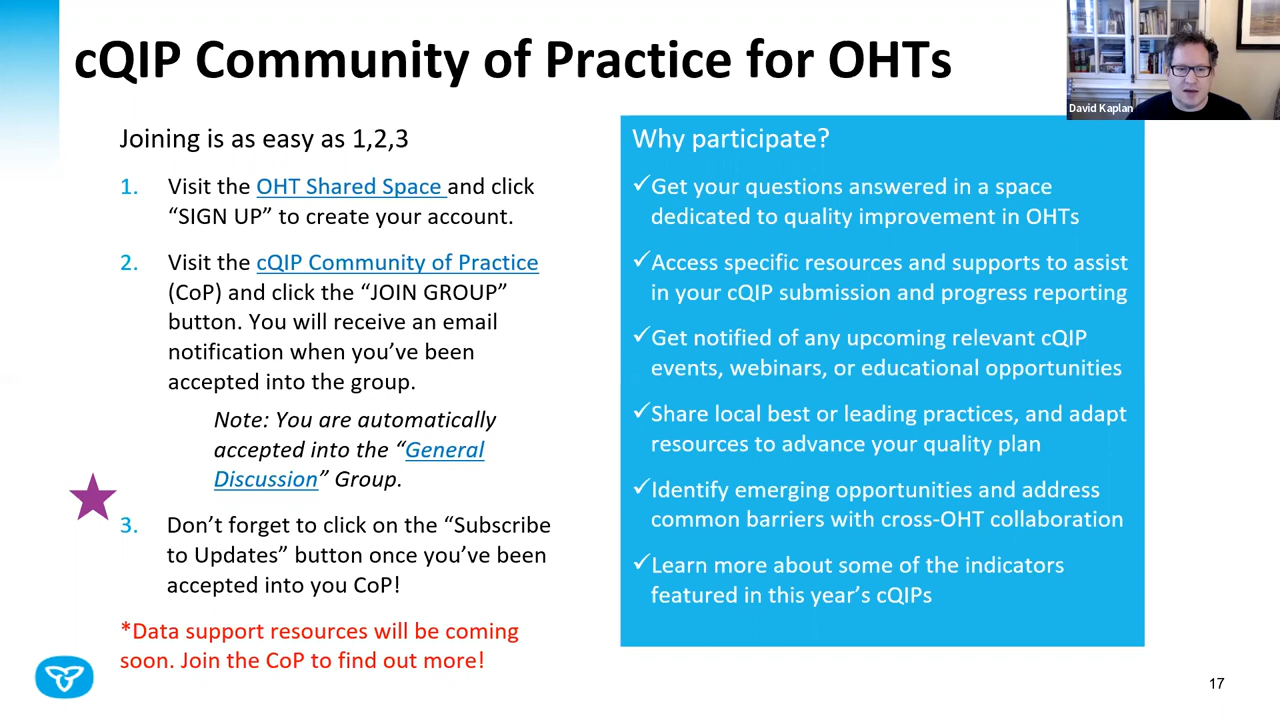 cQIP Community of Practice for OHTs
David Kaplan
Joining is as easy as 1,2,3
1. Visit the OHT Shared Space and click
“SIGN UP” to create your account.
2. Visit the cQIP Community of Practice
(CoP) and click the “JOIN GROUP”
button. You will receive an email
notification when you’ve been
accepted into the group.
Note: You are automatically
accepted into the “General
Discussion” Group.
3. Don’t forget to click on the “Subscribe
to Updates” button once you’ve been
accepted into you CoP!
*Data support resources will be coming
soon. Join the CoP to find out more!
Why participate?
✓Get your questions answered in a space
dedicated to quality improvement in OHTs
✓Access specific resources and supports to assist
in your cQIP submission and progress reporting
✓Get notified of any upcoming relevant cQIP
events, webinars, or educational opportunities
✓Share local best or leading practices, and adapt
resources to advance your quality plan
✓Identify emerging opportunities and address
common barriers with cross-OHT collaboration
✓Learn more about some of the indicators
featured in this year’s cQIPs
17